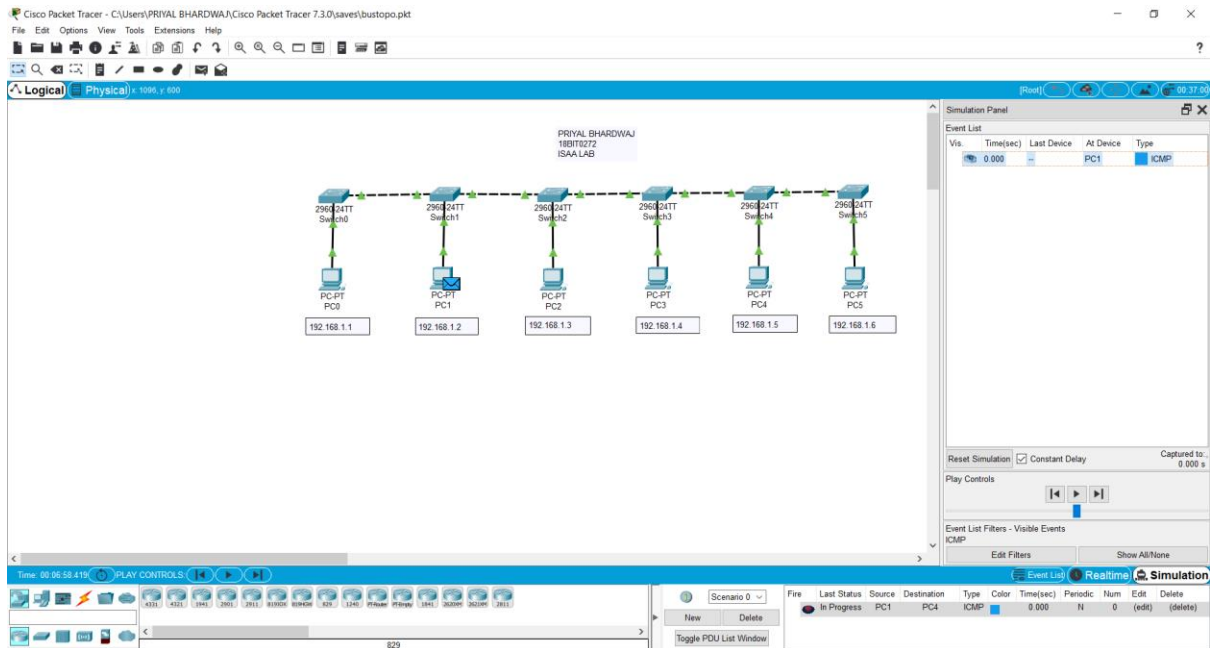 Cisco Packet Tracer - C:\Users\PRIYAL BHARDWAJ\Cisco Packet Tracer 7.3.0\saves\bustopo.pkt
File Edit Options View Tools Extensions Help
?
Logical Physical x: 1096, y: 600 [Root] 00:37:00
Simulation Panel
Event List
Vis. Time(sec) Last Device At Device Type
0.000 -- PC1 ICMP
PRIYAL BHARDWAJ
18BIT0272
ISAA LAB
2960-24TT 2960-24TT 2960-24TT 2960-24TT 2960-24TT 2960-24TT
Switch0 Switch1 Switch2 Switch3 Switch4 Switch5
PC-PT PC-PT PC-PT PC-PT PC-PT PC-PT
PC0 PC1 PC2 PC3 PC4 PC5
192.168.1.1 192.168.1.2 192.168.1.3 192.168.1.4 192.168.1.5 192.168.1.6
Reset Simulation Constant Delay Captured to:
0.000 s
Play Controls
Event List Filters - Visible Events
ICMP
Edit Filters Show All/None
Time: 00:06:58.419 PLAY CONTROLS: Event List Realtime Simulation
4331 4321 1941 2901 2911 819IOX 819HGW 829 1240 PT-Router PT-Empty 1841 2620XM 2621XM 2811
Scenario 0
New Delete
Toggle PDU List Window
Fire Last Status Source Destination Type Color Time(sec) Periodic Num Edit Delete
In Progress PC1 PC4 ICMP 0.000 N 0 (edit) (delete)
829